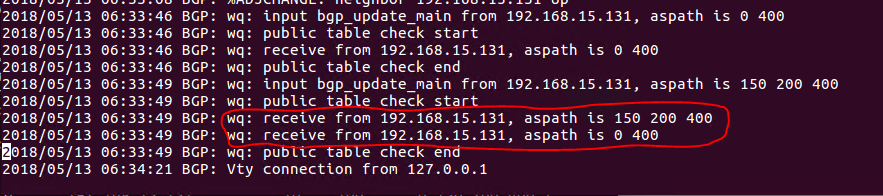 2018/05/13 06:33:08 BGP: %ADJCHANGE: neighbor 192.168.15.131 Up
2018/05/13 06:33:46 BGP: wq: input bgp_update_main from 192.168.15.131, aspath is 0 400
2018/05/13 06:33:46 BGP: wq: public table check start
2018/05/13 06:33:46 BGP: wq: receive from 192.168.15.131, aspath is 0 400
2018/05/13 06:33:46 BGP: wq: public table check end
2018/05/13 06:33:49 BGP: wq: input bgp_update_main from 192.168.15.131, aspath is 150 200 400
2018/05/13 06:33:49 BGP: wq: public table check start
2018/05/13 06:33:49 BGP: wq: receive from 192.168.15.131, aspath is 150 200 400
2018/05/13 06:33:49 BGP: wq: receive from 192.168.15.131, aspath is 0 400
2018/05/13 06:33:49 BGP: wq: public table check end
2018/05/13 06:34:21 BGP: Vty connection from 127.0.0.1